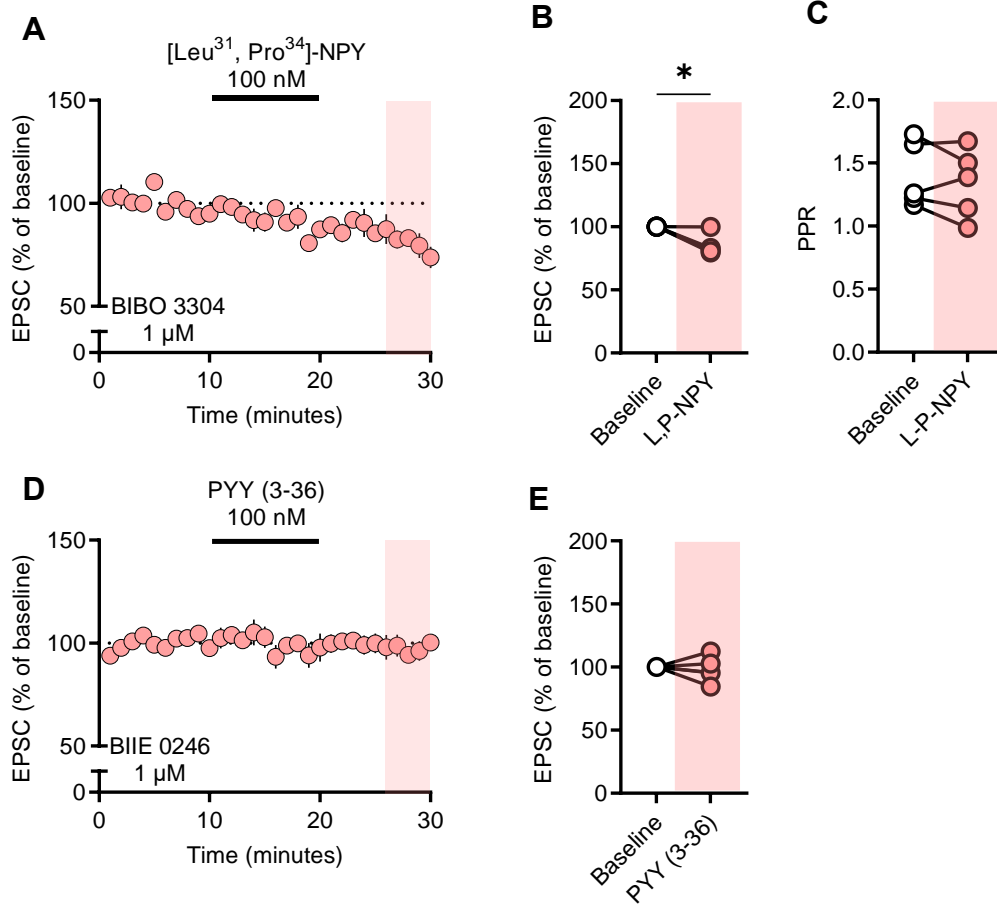 A
[Leu31, Pro34]-NPY
100 nM
EPSC (% of baseline)
150
100
50
0
BIBO 3304
1 µM
0 10 20 30
Time (minutes)
B
*
EPSC (% of baseline)
200
150
100
50
0
Baseline
L,P-NPY
C
PPR
2.0
1.5
1.0
0.5
0.0
Baseline
L-P-NPY
D
PYY (3-36)
100 nM
EPSC (% of baseline)
150
100
50
0
BIIE 0246
1 µM
0 10 20 30
Time (minutes)
E
EPSC (% of baseline)
200
150
100
50
0
Baseline
PYY (3-36)